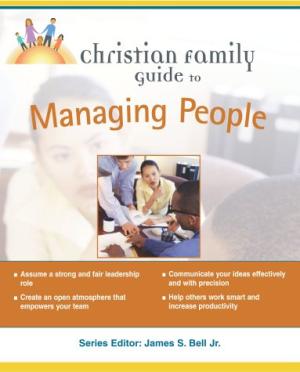 christian family
guide to
Managing People
■ Assume a strong and fair leadership
role
■ Create an open atmosphere that
empowers your team
■ Communicate your ideas effectively
and with precision
■ Help others work smart and
increase productivity
Series Editor: James S. Bell Jr.